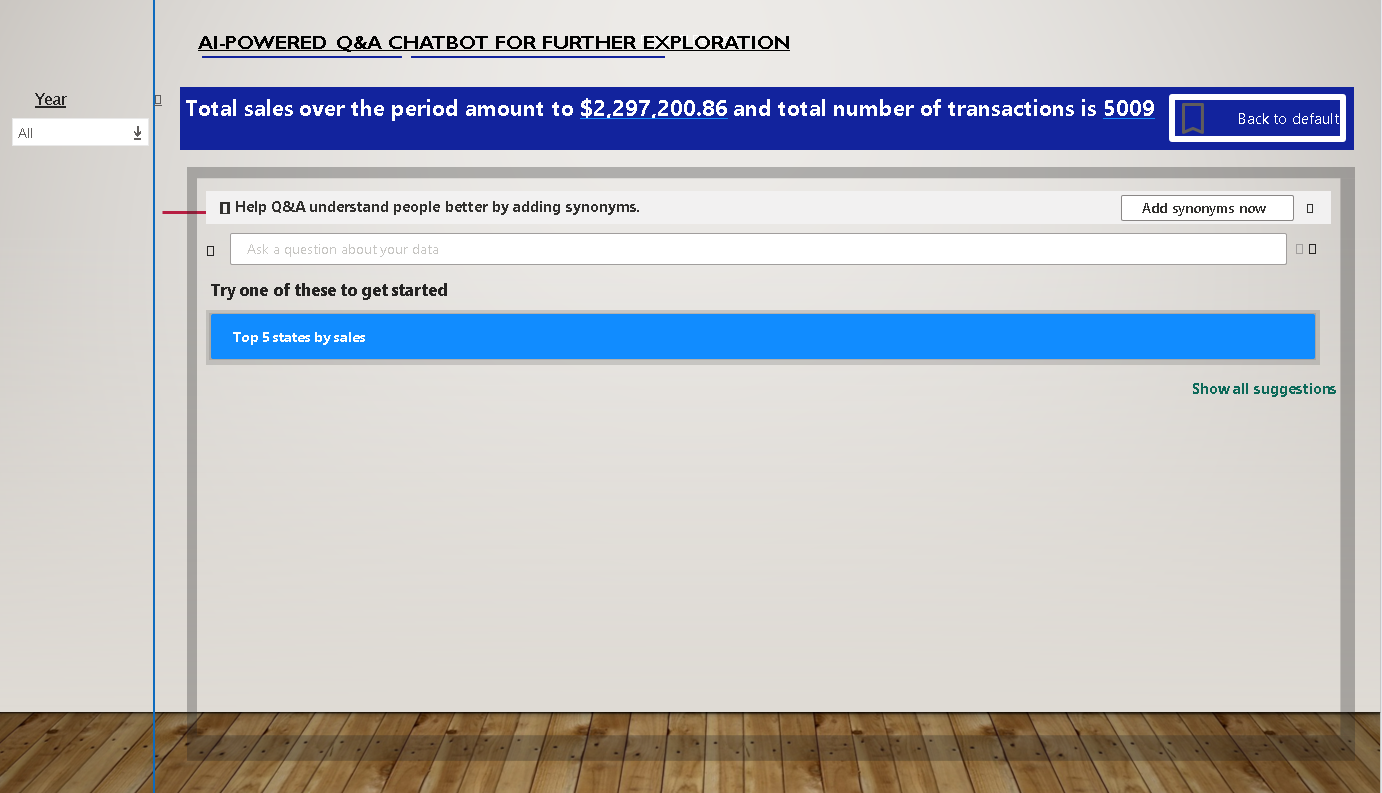 AI-POWERED Q&A CHATBOT FOR FURTHER EXPLORATION
Year
All
Total sales over the period amount to $2,297,200.86 and total number of transactions is 5009
Back to default
Help Q&A understand people better by adding synonyms.
Add synonyms now
Ask a question about your data
Try one of these to get started
Top 5 states by sales
Show all suggestions